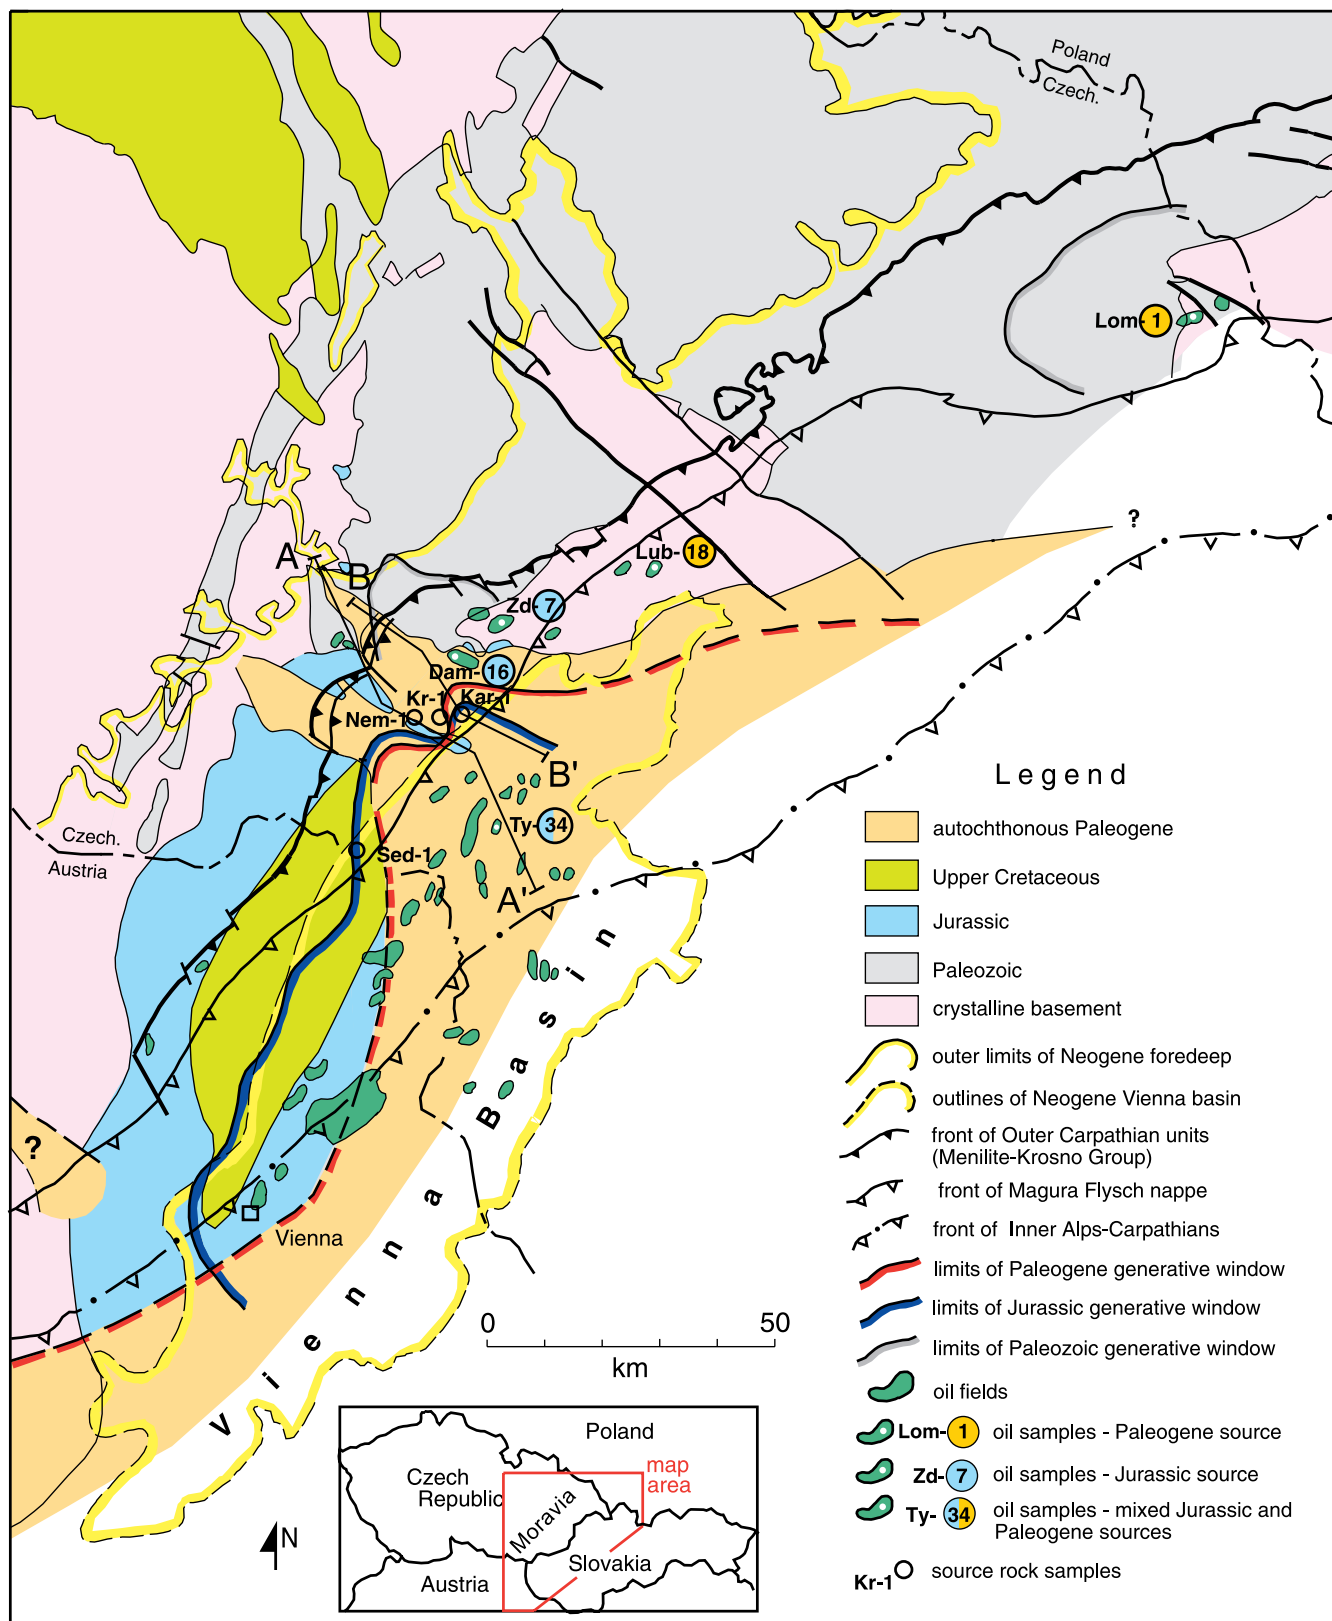 Poland
Czech.
Lom- 1
?
A
B
Lub- 18
Zd- 7
Dam- 16
Kr-1
Kar-1
Nem-1
B'
Ty- 34
Czech.
Austria
Sed-1
A'
?
Vienna
Vienna Basin
0 50
km
N
Legend
autochthonous Paleogene
Upper Cretaceous
Jurassic
Paleozoic
crystalline basement
outer limits of Neogene foredeep
outlines of Neogene Vienna basin
front of Outer Carpathian units
(Menilite-Krosno Group)
front of Magura Flysch nappe
front of Inner Alps-Carpathians
limits of Paleogene generative window
limits of Jurassic generative window
limits of Paleozoic generative window
oil fields
Lom- 1 oil samples - Paleogene source
Zd- 7 oil samples - Jurassic source
Ty- 34 oil samples - mixed Jurassic and
Paleogene sources
Kr-1 source rock samples
Poland
Czech
Republic
map
area
Moravia
Slovakia
Austria